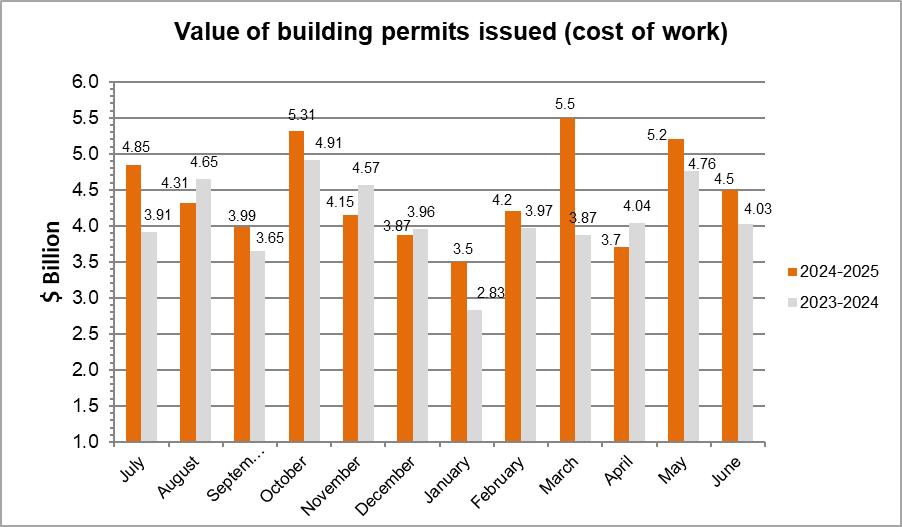 Value of building permits issued (cost of work)
$ Billion
6.0
5.5
5.0
4.5
4.0
3.5
3.0
2.5
2.0
1.5
1.0
4.85
3.91
4.31
4.65
3.99
3.65
5.31
4.91
4.15
4.57
3.87
3.96
3.5
2.83
4.2
3.97
5.5
3.87
3.7
4.04
5.2
4.76
4.5
4.03
July
August
Septem...
October
November
December
January
February
March
April
May
June
2024-2025
2023-2024